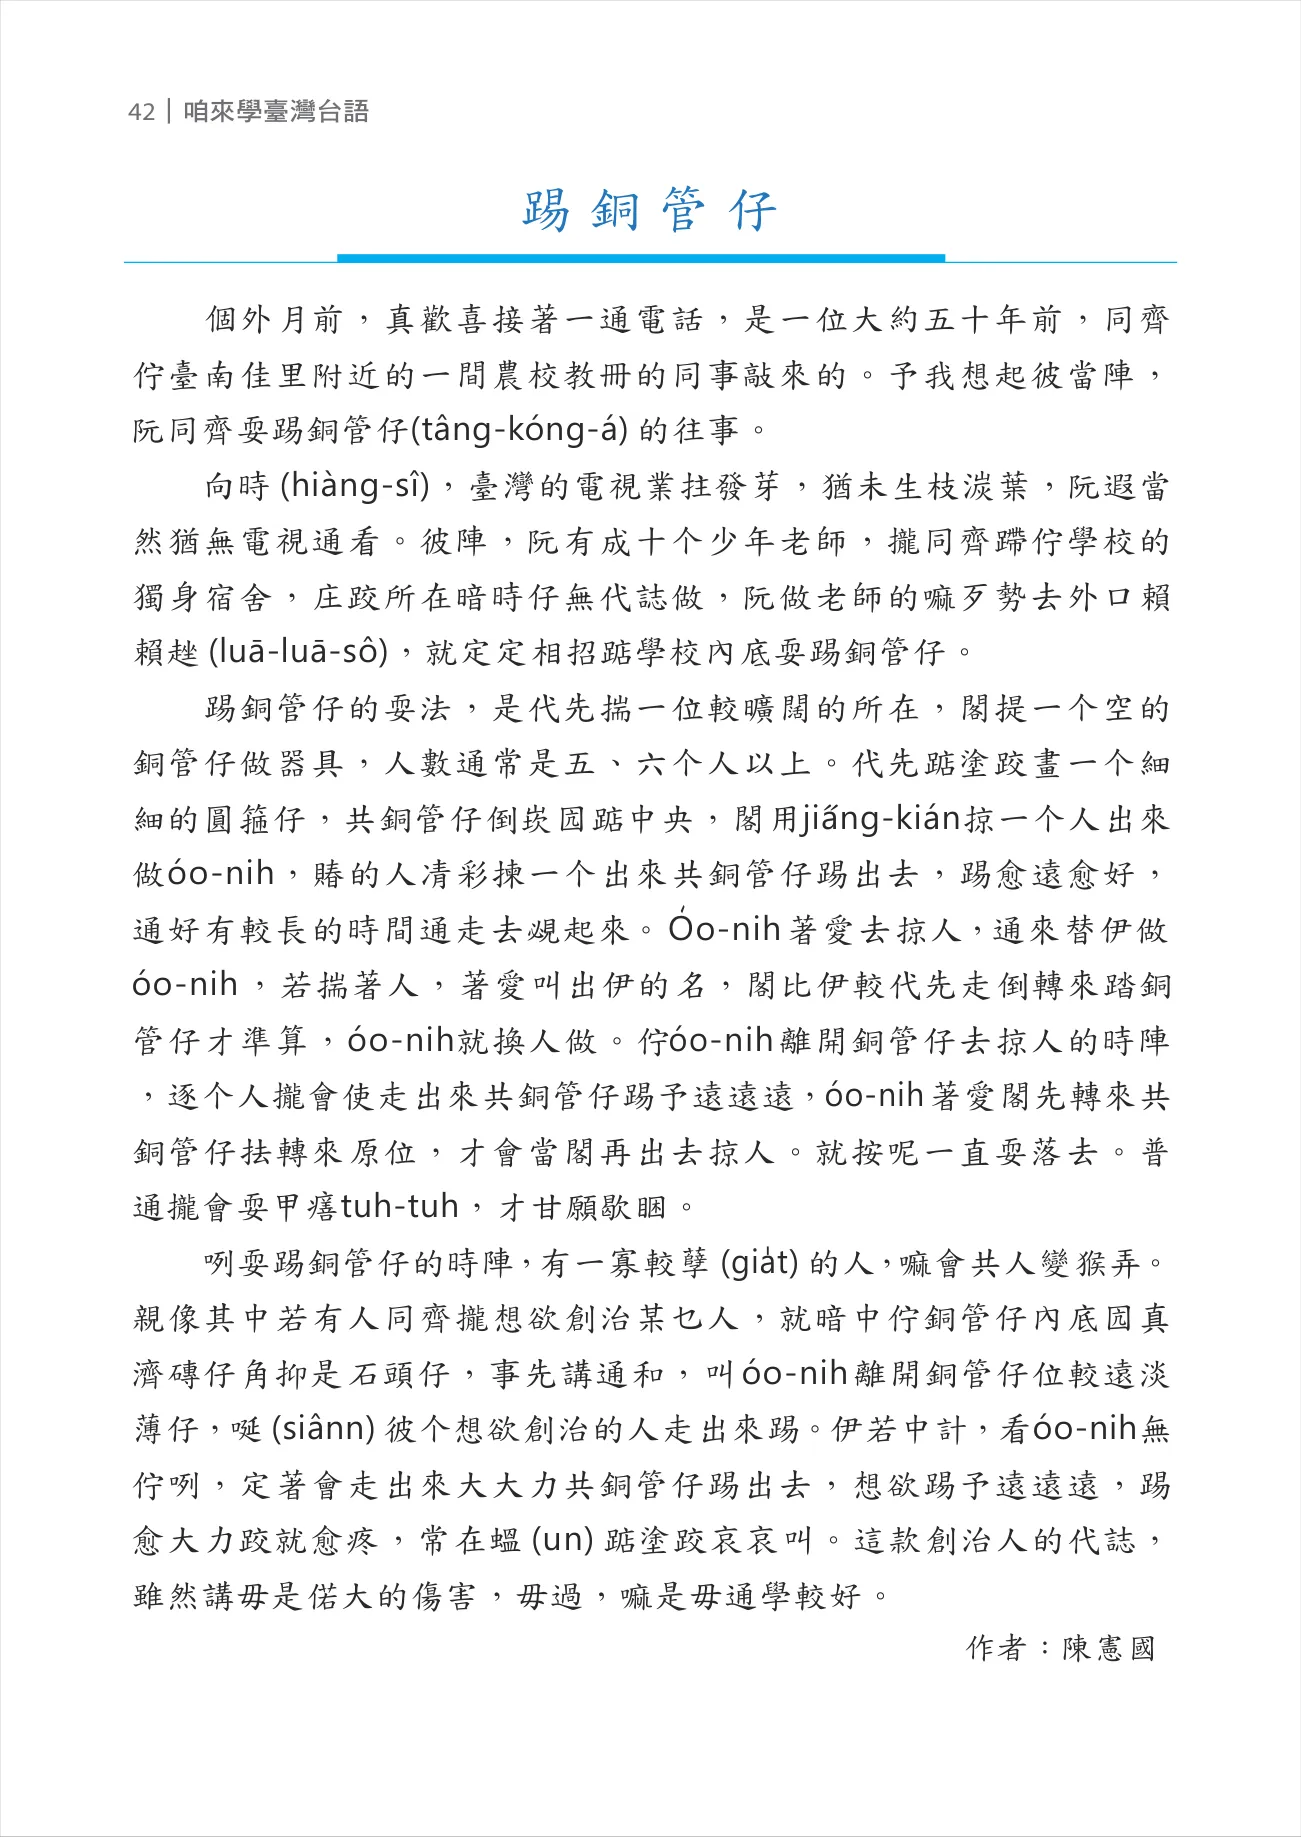 42｜咱來學臺灣台語
踢銅管仔
個外月前，真歡喜接著一通電話，是一位大約五十年前，同齊
佇臺南佳里附近的一間農校教冊的同事敲來的。予我想起彼當陣，
阮同齊耍踢銅管仔(tâng-kóng-á) 的往事。
向時 (hiàng-sî)，臺灣的電視業拄發芽，猶未生枝湠葉，阮遐當
然猶無電視通看。彼陣，阮有成十个少年老師，攏同齊蹛佇學校的
獨身宿舍，庄跤所在暗時仔無代誌做，阮做老師的嘛歹勢去外口賴
賴趖 (luā-luā-sô)，就定定相招踮學校內底耍踢銅管仔。
踢銅管仔的耍法，是代先揣一位較曠闊的所在，閣提一个空的
銅管仔做器具，人數通常是五、六个人以上。代先踮塗跤畫一个細
細的圓箍仔，共銅管仔倒崁囥踮中央，閣用jia̋ng-kián掠一个人出來
做óo-nih，賰的人凊彩揀一个出來共銅管仔踢出去，踢愈遠愈好，
通好有較長的時間通走去覕起來。Óo-nih著愛去掠人，通來替伊做
óo-nih，若揣著人，著愛叫出伊的名，閣比伊較代先走倒轉來踏銅
管仔才準算，óo-nih就換人做。佇óo-nih離開銅管仔去掠人的時陣
，逐个人攏會使走出來共銅管仔踢予遠遠遠，óo-nih著愛閣先轉來共
銅管仔抾轉來原位，才會當閣再出去掠人。就按呢一直耍落去。普
通攏會耍甲癮tuh-tuh，才甘願歇睏。
咧耍踢銅管仔的時陣，有一寡較孽 (gia̍t) 的人，嘛會共人變猴弄。
親像其中若有人同齊攏想欲創治某乜人，就暗中佇銅管仔內底囥真
濟磚仔角抑是石頭仔，事先講通和，叫óo-nih離開銅管仔位較遠淡
薄仔，唌 (siânn) 彼个想欲創治的人走出來踢。伊若中計，看óo-nih無
佇咧，定著會走出來大大力共銅管仔踢出去，想欲踢予遠遠遠，踢
愈大力跤就愈疼，常在蝹 (un) 踮塗跤哀哀叫。這款創治人的代誌，
雖然講毋是偌大的傷害，毋過，嘛是毋通學較好。
作者：陳憲國